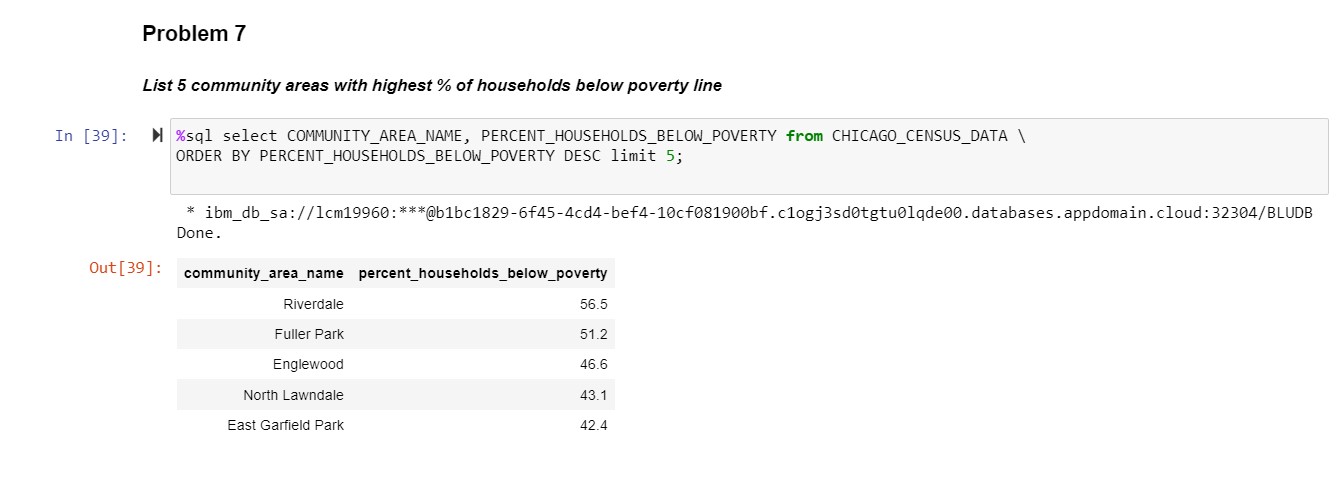 Problem 7
List 5 community areas with highest % of households below poverty line
In [39]: %sql select COMMUNITY_AREA_NAME, PERCENT_HOUSEHOLDS_BELOW_POVERTY from CHICAGO_CENSUS_DATA \
ORDER BY PERCENT_HOUSEHOLDS_BELOW_POVERTY DESC limit 5;
* ibm_db_sa://lcm19960:***@b1bc1829-6f45-4cd4-bef4-10cf081900bf.c1ogj3sd0tgtu0lqde00.databases.appdomain.cloud:32304/BLUDB
Done.
Out[39]: community_area_name percent_households_below_poverty
Riverdale 56.5
Fuller Park 51.2
Englewood 46.6
North Lawndale 43.1
East Garfield Park 42.4